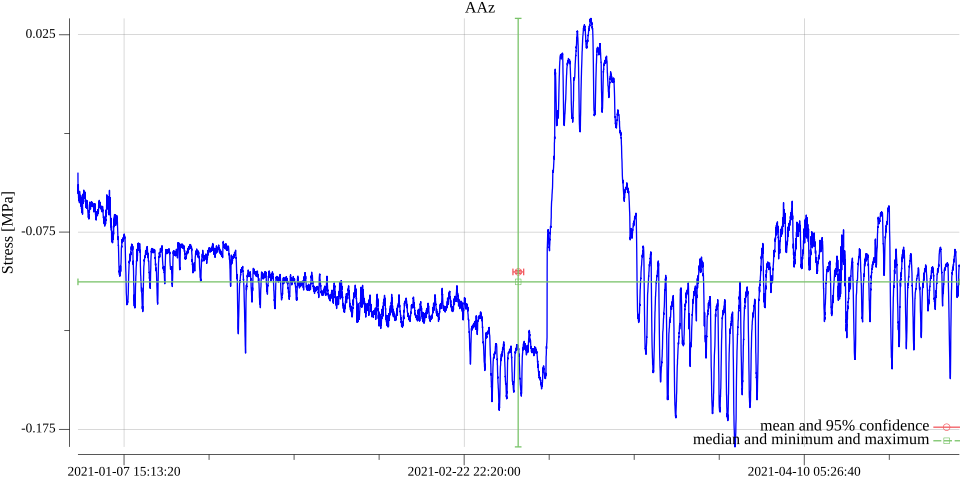 AAz
0.025
-0.075
-0.175
Stress [MPa]
mean and 95% confidence
median and minimum and maximum
2021-01-07 15:13:20
2021-02-22 22:20:00
2021-04-10 05:26:40